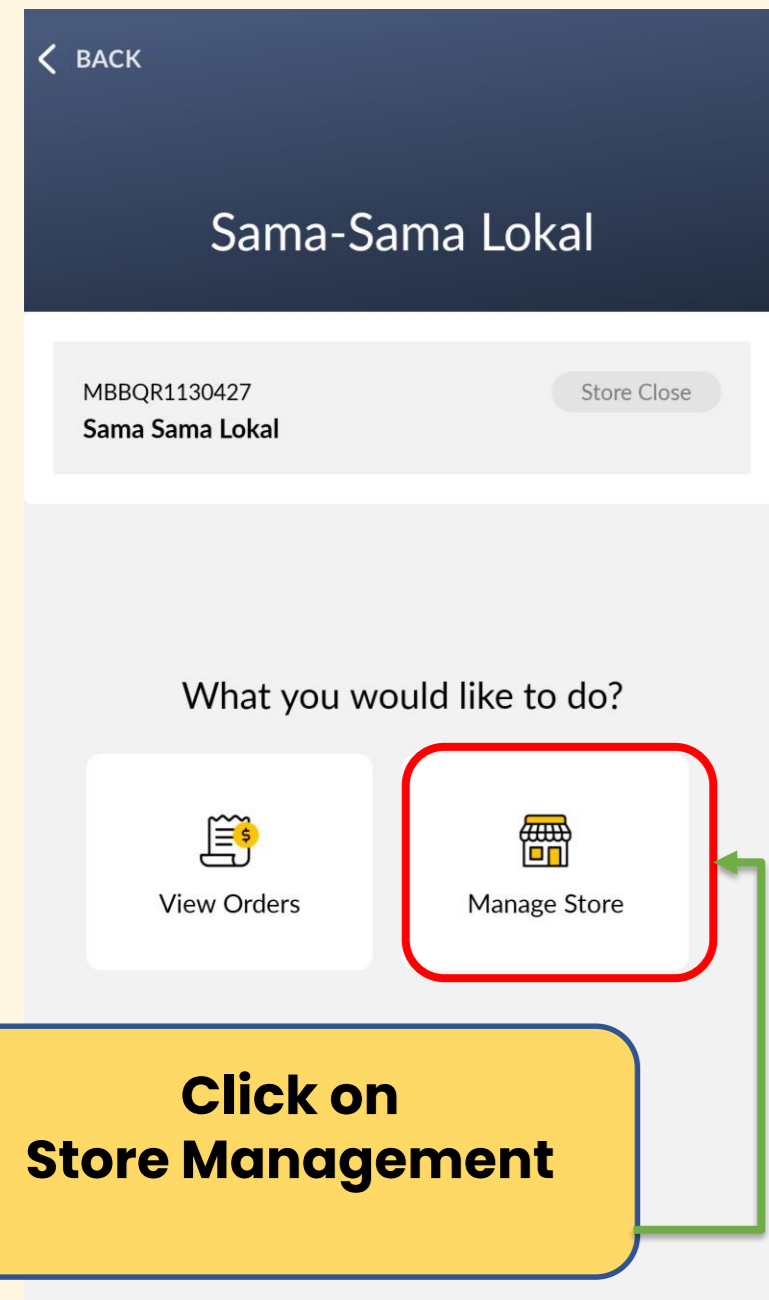 BACK
Sama-Sama Lokal
MBBQR1130427
Store Close
Sama Sama Lokal
What you would like to do?
$
View Orders
Manage Store
Click on
Store Management